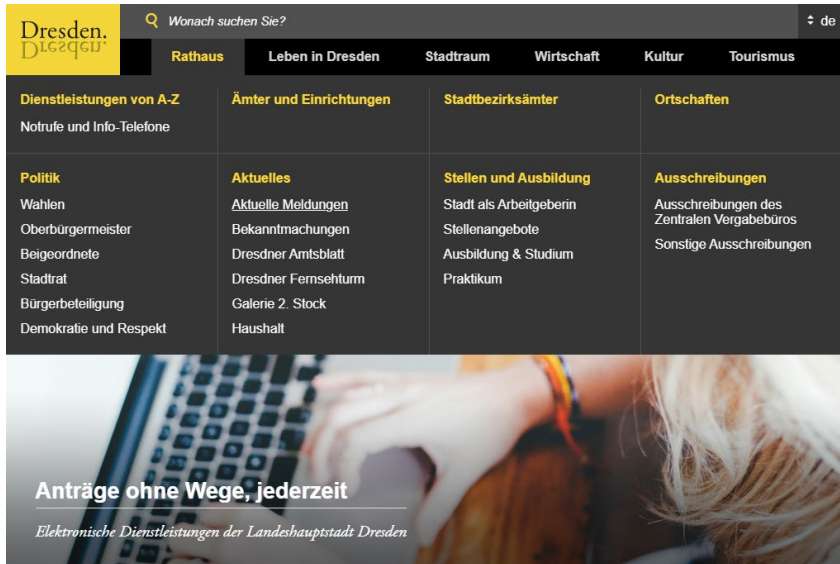 Dresden.
Wonach suchen Sie?
de
Rathaus
Leben in Dresden
Stadtraum
Wirtschaft
Kultur
Tourismus
Dienstleistungen von A-Z
Notrufe und Info-Telefone
Ämter und Einrichtungen
Stadtbezirksämter
Ortschaften
Politik
Wahlen
Oberbürgermeister
Beigeordnete
Stadtrat
Bürgerbeteiligung
Demokratie und Respekt
Aktuelles
Aktuelle Meldungen
Bekanntmachungen
Dresdner Amtsblatt
Dresdner Fernsehturm
Galerie 2. Stock
Haushalt
Stellen und Ausbildung
Stadt als Arbeitgeberin
Stellenangebote
Ausbildung & Studium
Praktikum
Ausschreibungen
Ausschreibungen des
Zentralen Vergabebüros
Sonstige Ausschreibungen
Anträge ohne Wege, jederzeit
Elektronische Dienstleistungen der Landeshauptstadt Dresden